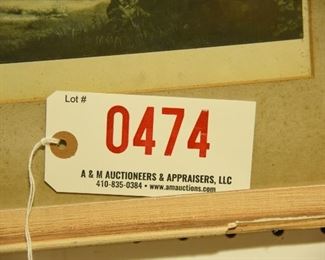 Lot #
0474
A & M AUCTIONEERS & APPRAISERS, LLC
410-835-0384 • www.amauctions.com